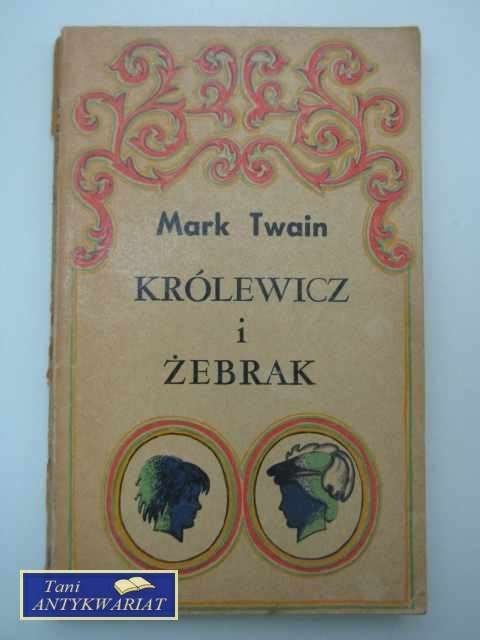 Mark Twain
KRÓLEWICZ
i
ŻEBRAK
Tani
ANTYKWARIAT